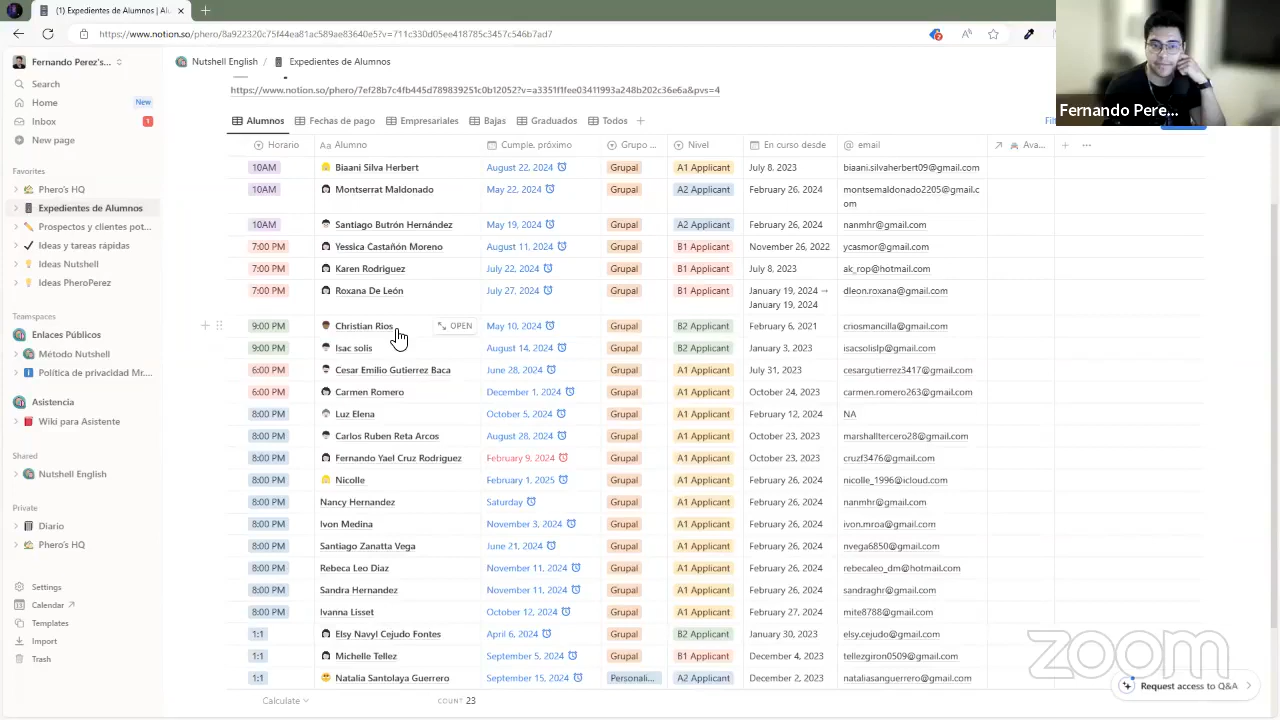 (1) Expedientes de Alumnos | Alu
https://www.notion.so/phero/8a922320c75f44ea81ac589ae83640e5?v=711c330d05ee418785c3457c546b7ad7
Fernando Perez's...
Search
Home New
Inbox 1
New page
Favorites
Phero's HQ
Expedientes de Alumnos
Prospectos y clientes pot...
Ideas y tareas rápidas
Ideas Nutshell
Ideas PheroPerez
Teamspaces
Enlaces Públicos
Método Nutshell
Política de privacidad Mr....
Asistencia
Wiki para Asistente
Shared
Nutshell English
Private
Diario
Phero's HQ
Settings
Calendar
Templates
Import
Trash
Nutshell English / Expedientes de Alumnos
https://www.notion.so/phero/7ef28b7c4fb445d789839251c0b12052?v=a3351f1fee03411993a248b202c36e6a&pvs=4
Alumnos Fechas de pago Empresariales Bajas Graduados Todos
Horario Aa Alumno Cumple. próximo Grupo ... Nivel En curso desde @ email Ava...
10AM Biaani Silva Herbert August 22, 2024 Grupal A1 Applicant July 8, 2023 biaani.silvaherbert09@gmail.com
10AM Montserrat Maldonado May 22, 2024 Grupal A2 Applicant February 26, 2024 montsemaldonado2205@gmail.c
om
10AM Santiago Butrón Hernández May 19, 2024 Grupal A2 Applicant February 26, 2024 nanmhr@gmail.com
7:00 PM Yessica Castañón Moreno August 11, 2024 Grupal B1 Applicant November 26, 2022 ycasmor@gmail.com
7:00 PM Karen Rodriguez July 22, 2024 Grupal B1 Applicant July 8, 2023 ak_rop@hotmail.com
7:00 PM Roxana De León July 27, 2024 Grupal B1 Applicant January 19, 2024 → dleon.roxana@gmail.com
January 19, 2024
9:00 PM Christian Rios OPEN May 10, 2024 Grupal B2 Applicant February 6, 2021 criosmancilla@gmail.com
9:00 PM Isac solis August 14, 2024 Grupal B2 Applicant January 3, 2023 isacsolislp@gmail.com
6:00 PM Cesar Emilio Gutierrez Baca June 28, 2024 Grupal A1 Applicant July 31, 2023 cesargutierrez3417@gmail.com
6:00 PM Carmen Romero December 1, 2024 Grupal A1 Applicant October 24, 2023 carmen.romero263@gmail.com
8:00 PM Luz Elena October 5, 2024 Grupal A1 Applicant February 12, 2024 NA
8:00 PM Carlos Ruben Reta Arcos August 28, 2024 Grupal A1 Applicant October 23, 2023 marshalltercero28@gmail.com
8:00 PM Fernando Yael Cruz Rodriguez February 9, 2024 Grupal A1 Applicant October 23, 2023 cruzf3476@gmail.com
8:00 PM Nicolle February 1, 2025 Grupal A1 Applicant February 26, 2024 nicolle_1996@icloud.com
8:00 PM Nancy Hernandez Saturday Grupal A1 Applicant February 26, 2024 nanmhr@gmail.com
8:00 PM Ivon Medina November 3, 2024 Grupal A1 Applicant February 26, 2024 ivon.mroa@gmail.com
8:00 PM Santiago Zanatta Vega June 21, 2024 Grupal A1 Applicant February 26, 2024 nvega6850@gmail.com
8:00 PM Rebeca Leo Diaz November 11, 2024 Grupal A1 Applicant February 26, 2024 rebecaleo_dm@hotmail.com
8:00 PM Sandra Hernandez November 11, 2024 Grupal A1 Applicant February 26, 2024 sandraghr@gmail.com
8:00 PM Ivanna Lisset October 12, 2024 Grupal A1 Applicant February 27, 2024 mite8788@gmail.com
1:1 Elsy Navyl Cejudo Fontes April 6, 2024 Grupal B2 Applicant January 30, 2023 elsy.cejudo@gmail.com
1:1 Michelle Tellez September 5, 2024 Grupal B1 Applicant December 4, 2023 tellezgiron0509@gmail.com
1:1 Natalia Santolaya Guerrero September 15, 2024 Personali... A2 Applicant December 2, 2023 nataliasanguerrero@gmail.com
Calculate COUNT 23
Fernando Pere...
zoom
Request access to Q&A